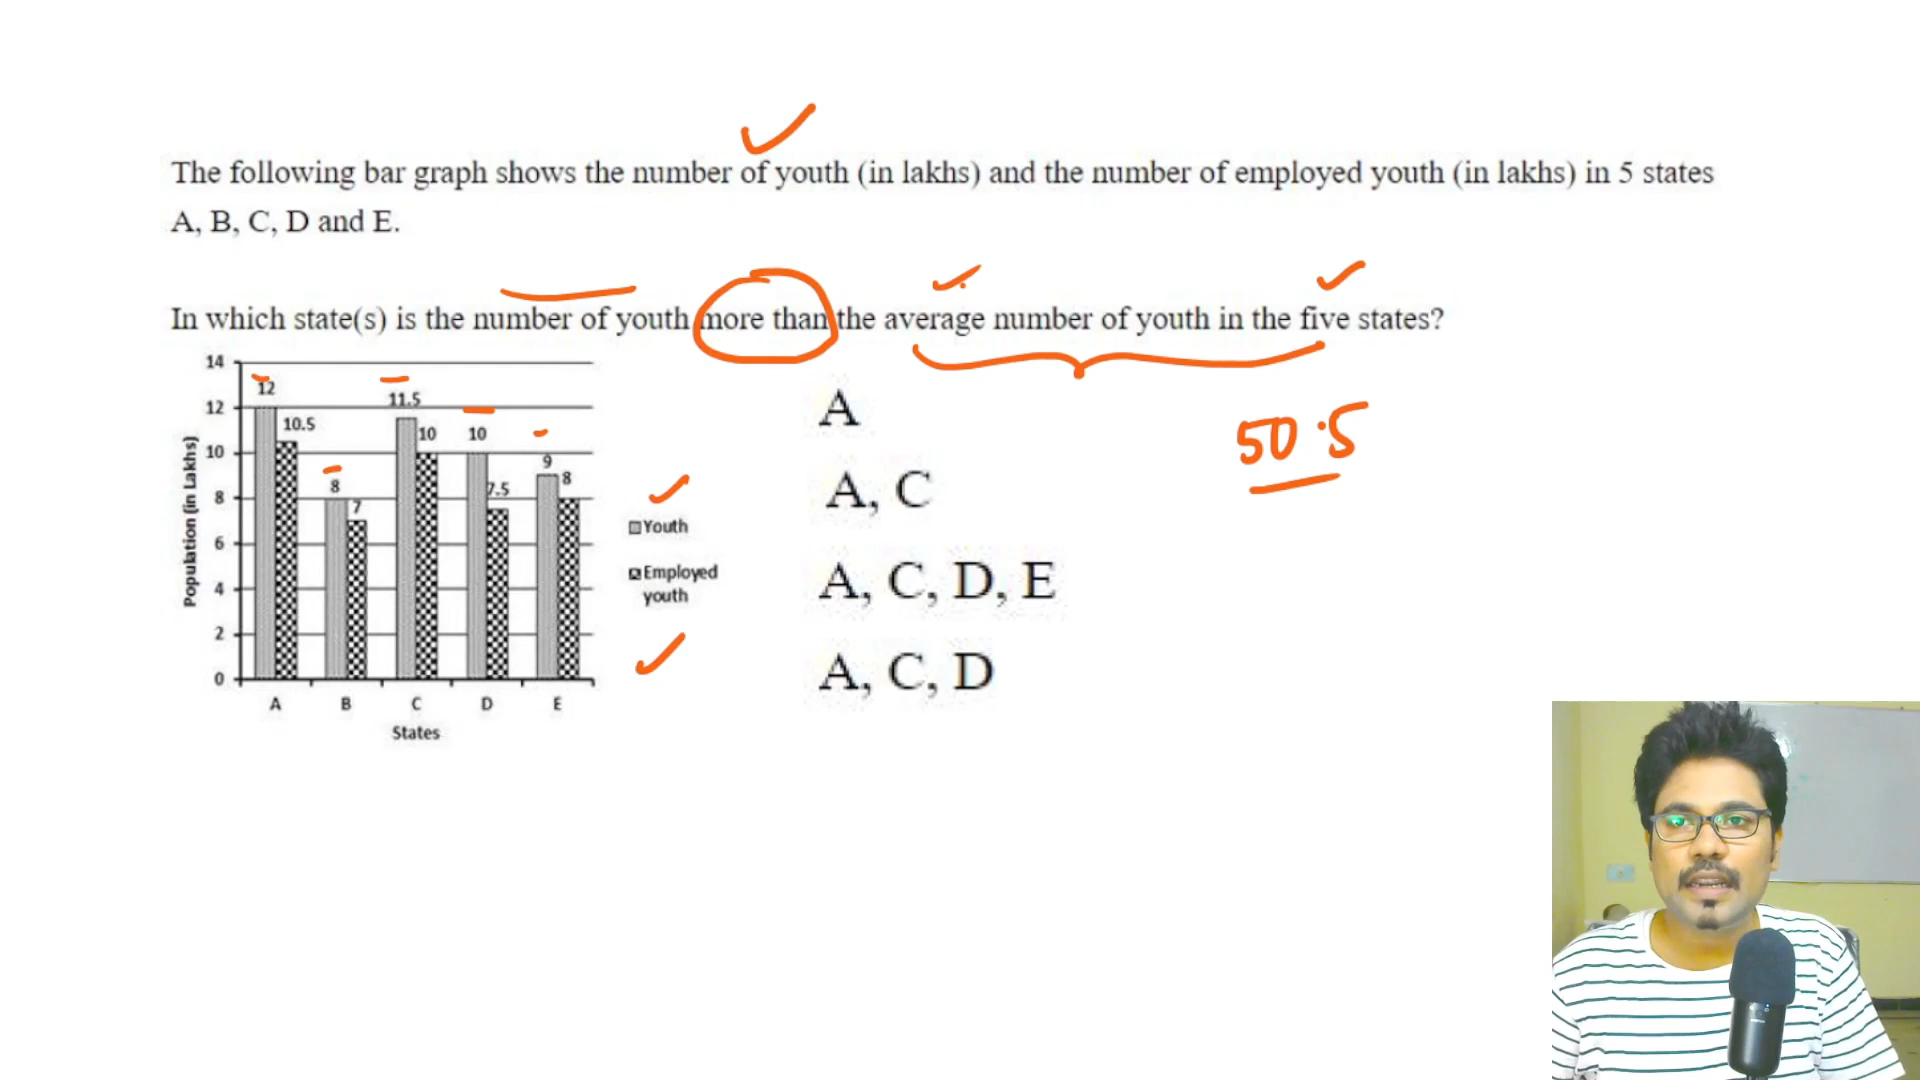 The following bar graph shows the number of youth (in lakhs) and the number of employed youth (in lakhs) in 5 states
A, B, C, D and E.
In which state(s) is the number of youth more than the average number of youth in the five states?
14
12
10
8
6
4
2
0
Population (in Lakhs)
12
10.5
8
7
11.5
10
10
7.5
9
8
A
B
C
D
E
States
Youth
Employed
youth
A
A, C
A, C, D, E
A, C, D
50.5